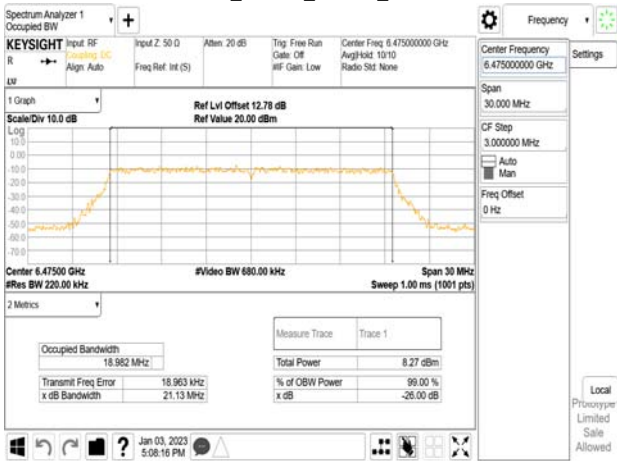 Spectrum Analyzer 1
Occupied BW
Frequency
KEYSIGHT
Input: RF
Input Z: 50 Ω
Atten: 20 dB
Trig: Free Run
Center Freq: 6.475000000 GHz
R
Coupling: DC
Gate: Off
Avg|Hold: 10/10
Align: Auto
Freq Ref: Int (S)
#IF Gain: Low
Radio Std: None
LXI
Center Frequency
6.475000000 GHz
Settings
Span
30.000 MHz
CF Step
3.000000 MHz
Auto
Man
Freq Offset
0 Hz
1 Graph
Ref Lvl Offset 12.78 dB
Scale/Div 10.0 dB
Ref Value 20.00 dBm
Log
10.0
0.00
-10.0
-20.0
-30.0
-40.0
-50.0
-60.0
-70.0
Center 6.47500 GHz
#Video BW 680.00 kHz
Span 30 MHz
#Res BW 220.00 kHz
Sweep 1.00 ms (1001 pts)
2 Metrics
Measure Trace
Trace 1
Occupied Bandwidth
18.982 MHz
Total Power
8.27 dBm
Transmit Freq Error
18.963 kHz
% of OBW Power
99.00 %
x dB Bandwidth
21.13 MHz
x dB
-26.00 dB
Local
Prototype
Limited
Sale
Allowed
?
Jan 03, 2023
5:08:16 PM